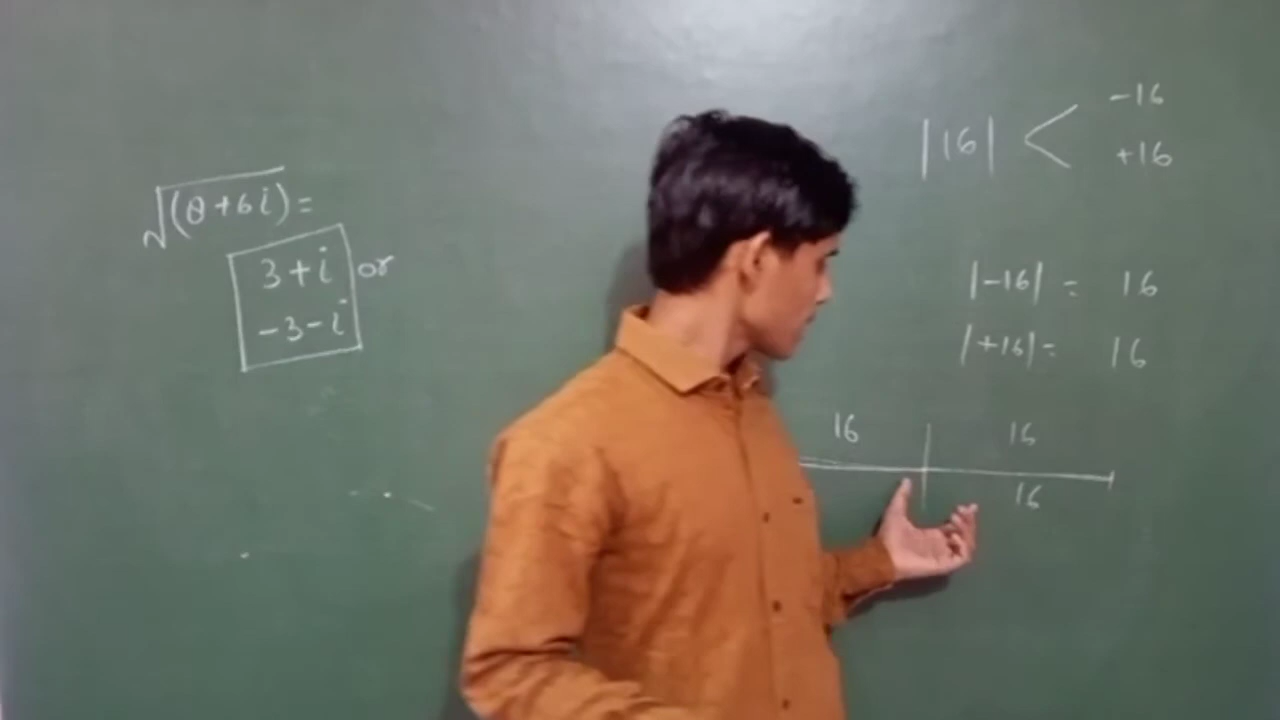 √(8+6i) =
3+i or
-3-i
|16| < -16
+16
|-16| = 16
|+16| = 16
16 16
16